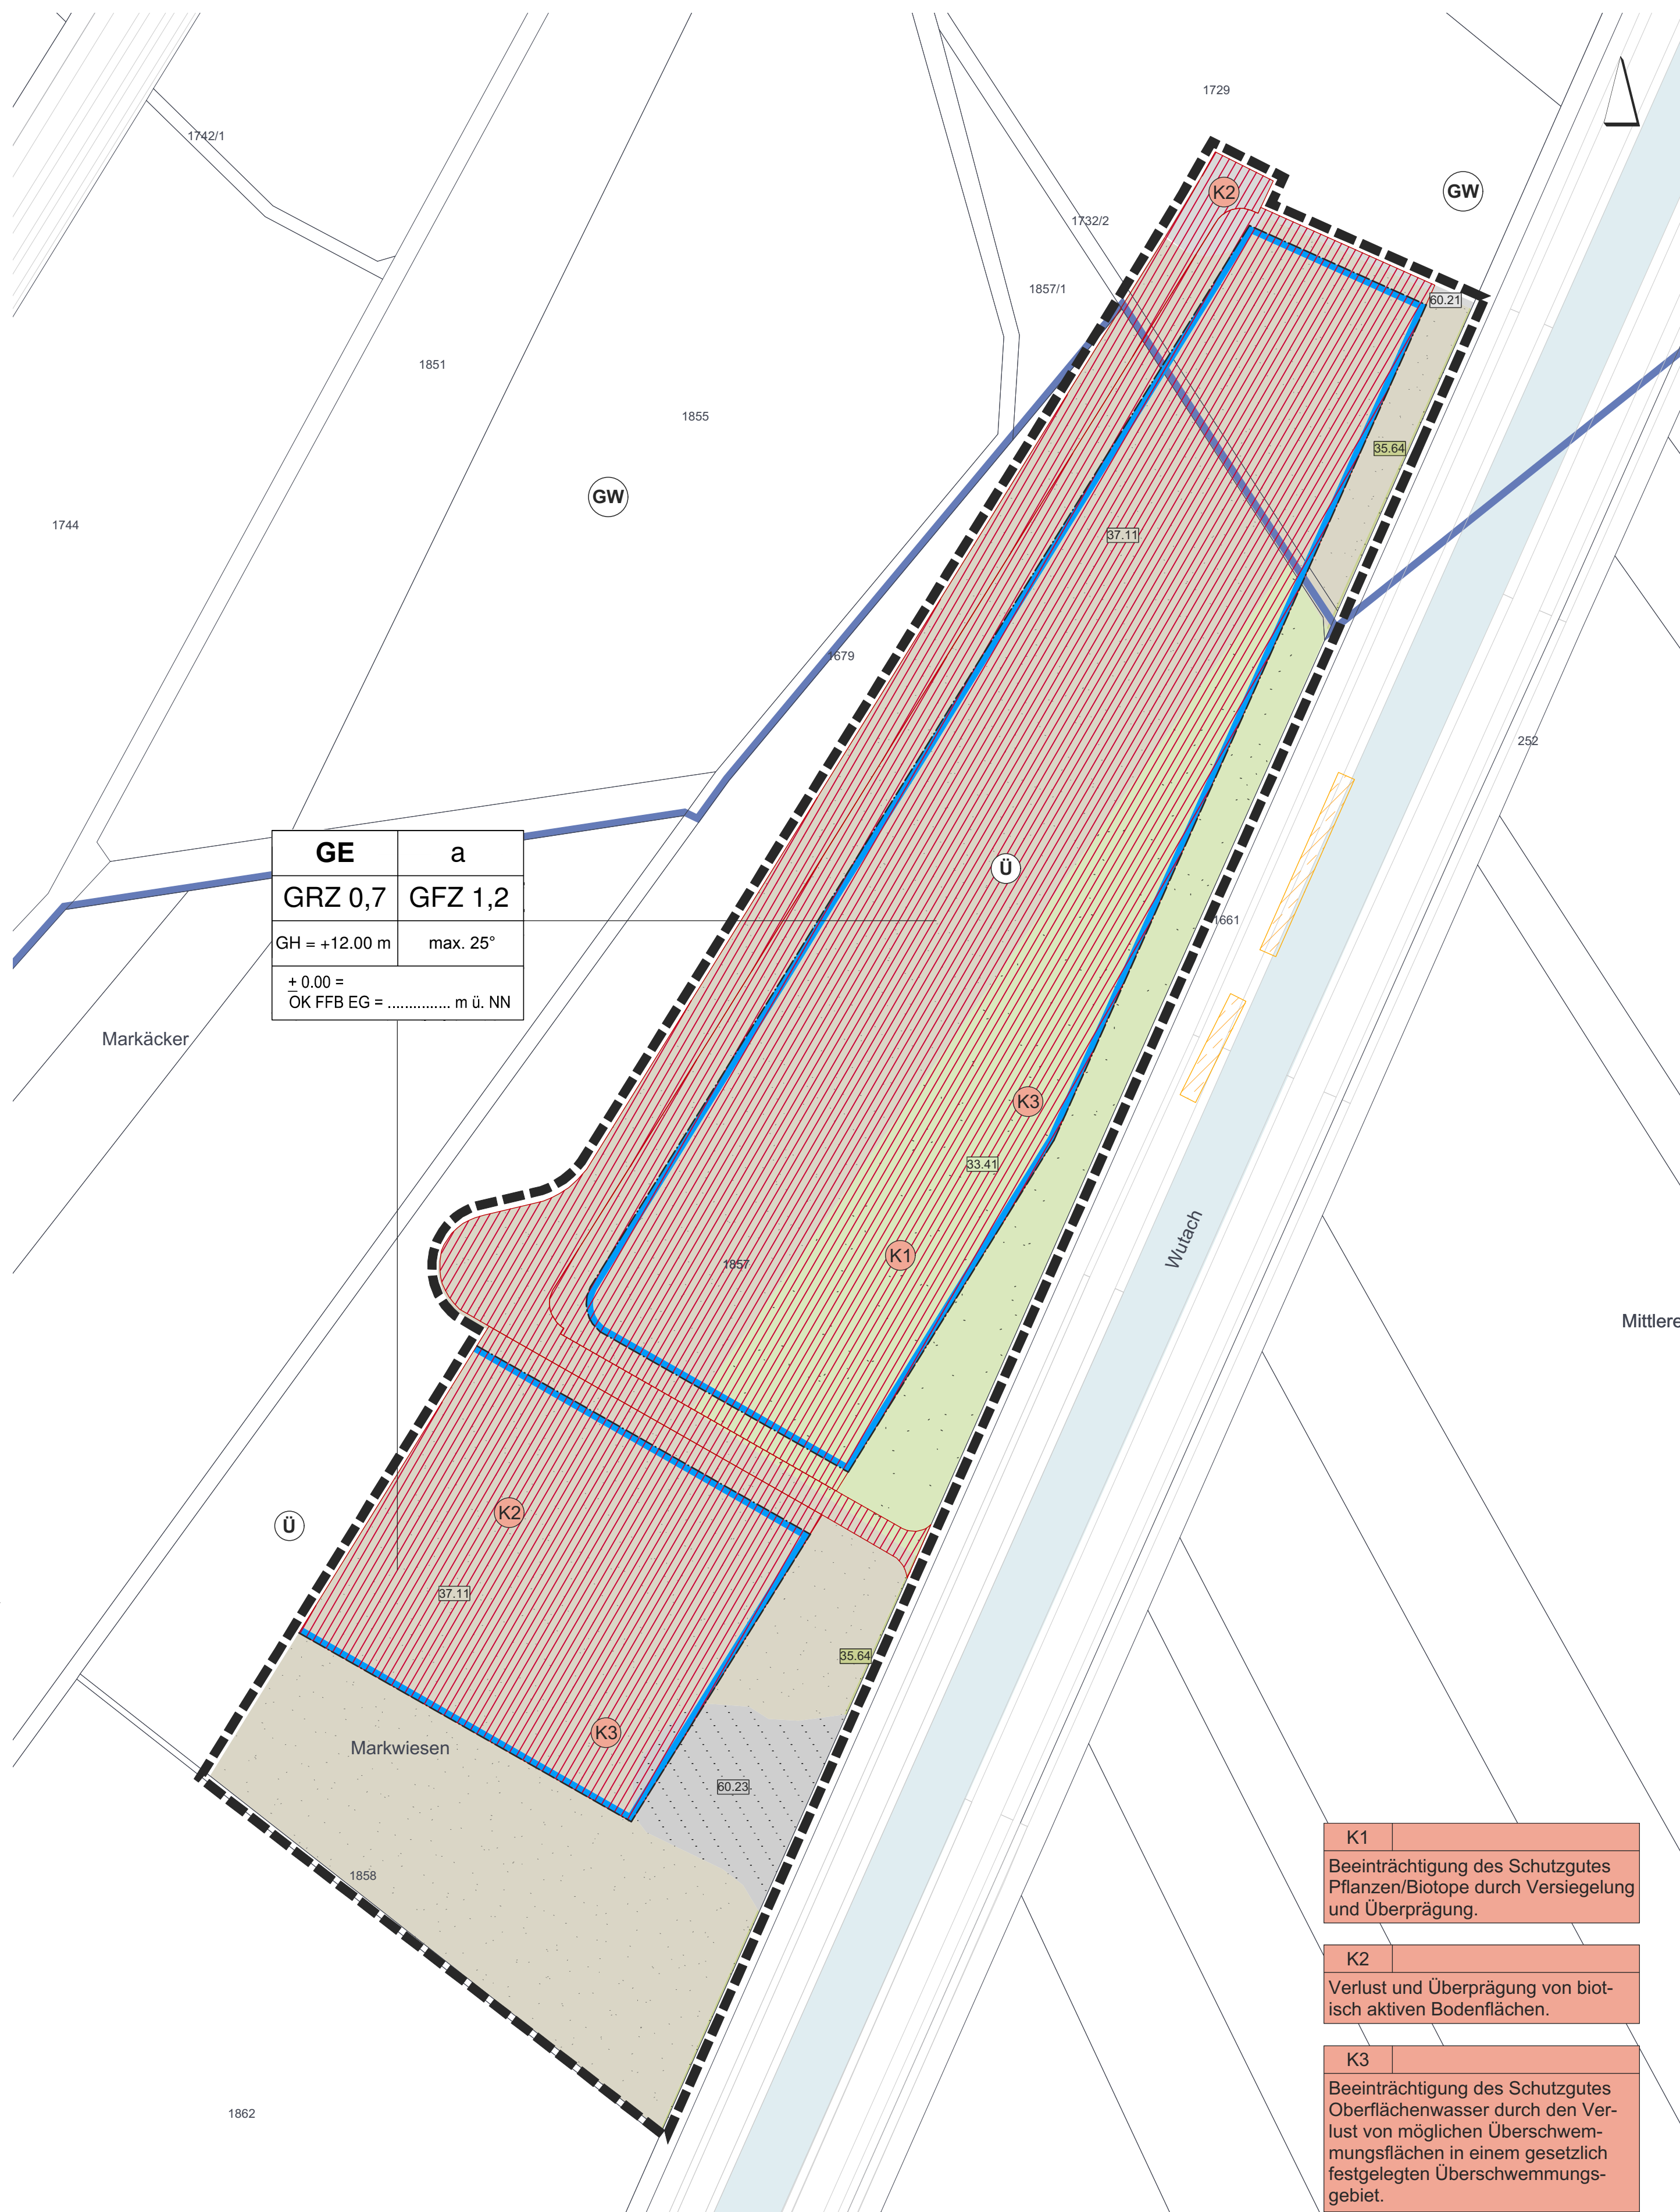 1729
1742/1
K2
GW
1732/2
1857/1
60.21
1851
1855
35.64
GW
1744
37.11
1679
252
GE a
Ü
GRZ 0,7 GFZ 1,2
1661
GH = +12.00 m max. 25°
± 0.00 =
OK FFB EG = ............... m ü. NN
Markäcker
K3
33.41
Wutach
K1
1857
Mittlere
K2
Ü
37.11
35.64
K3
Markwiesen
60.23
1858
1862
K1
Beeinträchtigung des Schutzgutes
Pflanzen/Biotope durch Versiegelung
und Überprägung.
K2
Verlust und Überprägung von biot-
isch aktiven Bodenflächen.
K3
Beeinträchtigung des Schutzgutes
Oberflächenwasser durch den Ver-
lust von möglichen Überschwem-
mungsflächen in einem gesetzlich
festgelegten Überschwemmungs-
gebiet.